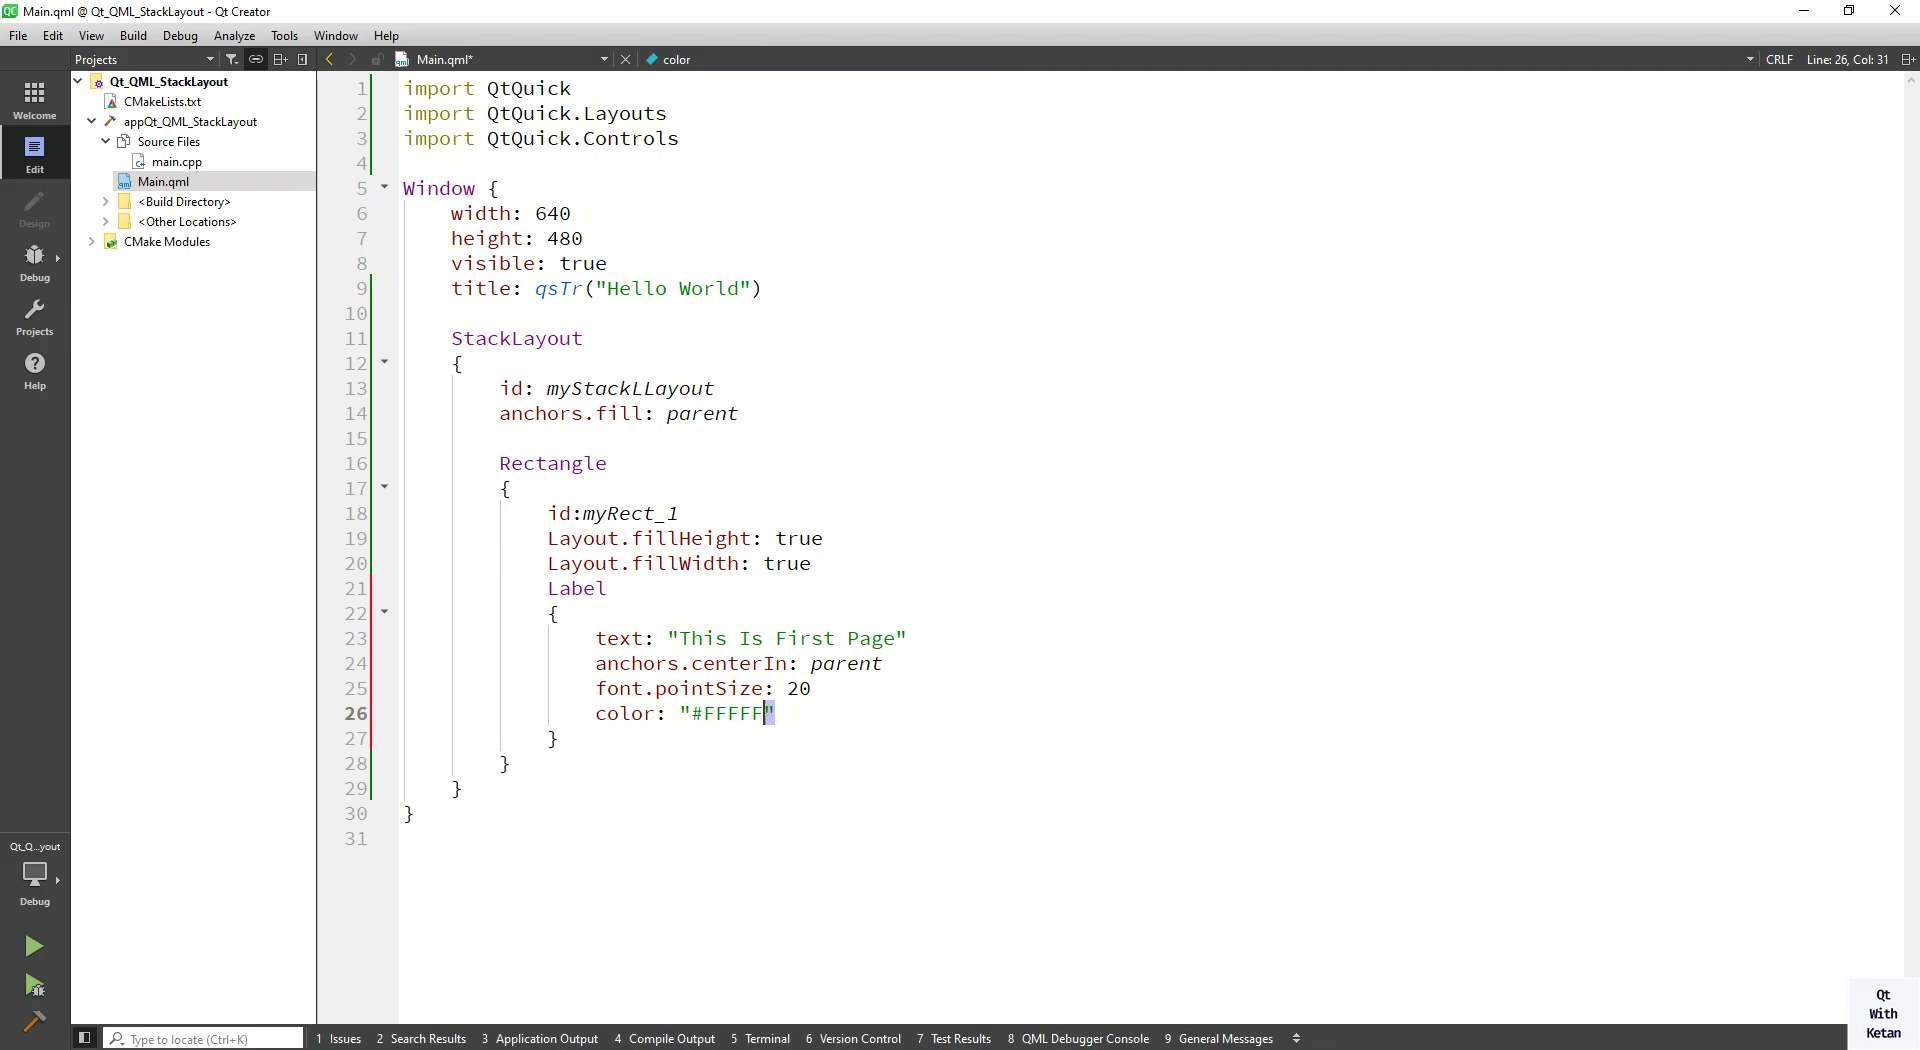 Main.qml @ Qt_QML_StackLayout - Qt Creator
File Edit View Build Debug Analyze Tools Window Help
Projects Main.qml* color CRLF Line: 26, Col: 31
Welcome
Edit
Design
Debug
Projects
Help
Qt_QML_StackLayout
CMakeLists.txt
appQt_QML_StackLayout
Source Files
main.cpp
Main.qml
<Build Directory>
<Other Locations>
CMake Modules
1 import QtQuick
2 import QtQuick.Layouts
3 import QtQuick.Controls
4
5 Window {
6 width: 640
7 height: 480
8 visible: true
9 title: qsTr("Hello World")
10
11 StackLayout
12 {
13 id: myStackLLayout
14 anchors.fill: parent
15
16 Rectangle
17 {
18 id:myRect_1
19 Layout.fillHeight: true
20 Layout.fillWidth: true
21 Label
22 {
23 text: "This Is First Page"
24 anchors.centerIn: parent
25 font.pointSize: 20
26 color: "#FFFFF"
27 }
28 }
29 }
30 }
31
Qt_Q...yout
Debug
Type to locate (Ctrl+K) 1 Issues 2 Search Results 3 Application Output 4 Compile Output 5 Terminal 6 Version Control 7 Test Results 8 QML Debugger Console 9 General Messages
Qt
With
Ketan